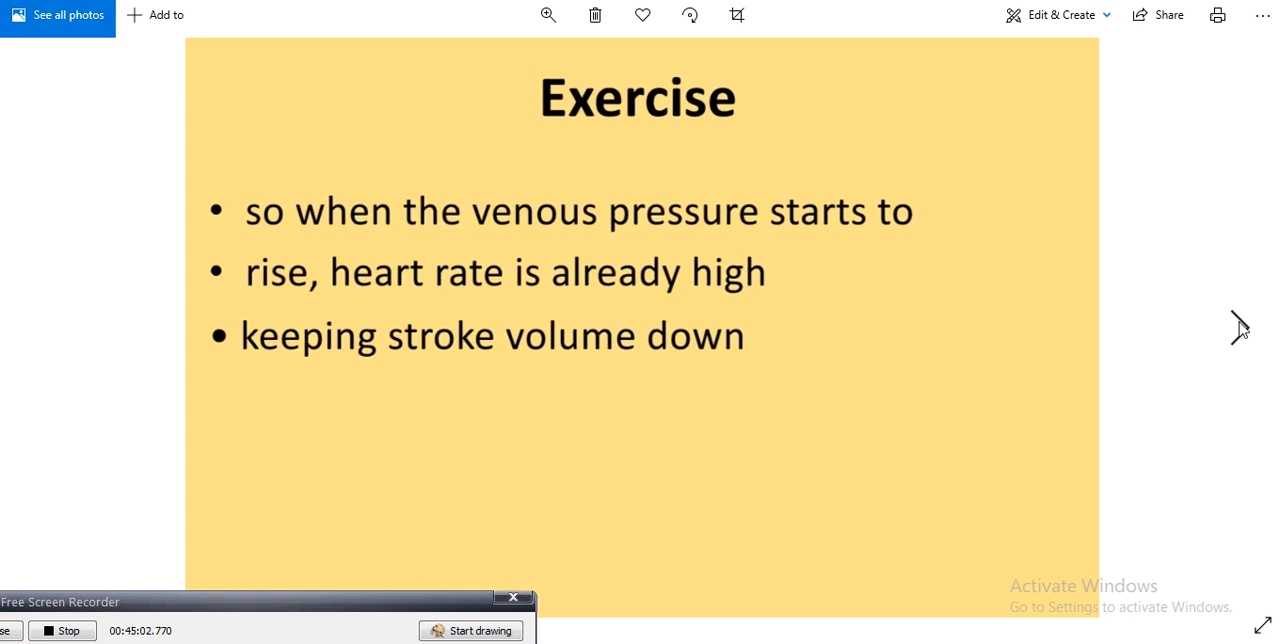 See all photos
Add to
Edit & Create
Share
Exercise
• so when the venous pressure starts to
• rise, heart rate is already high
• keeping stroke volume down
Activate Windows
Go to Settings to activate Windows.
Free Screen Recorder
se
Stop
00:45:02.770
Start drawing